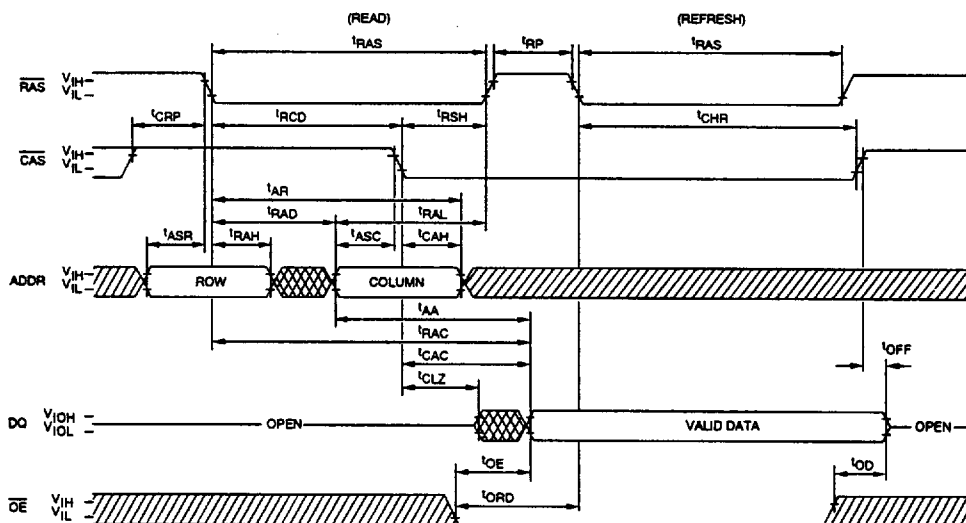 (READ) (REFRESH)
tRAS tRP tRAS
RAS VIH VIL
tCRP tRCD tRSH tCHR
CAS VIH VIL
tAR
tRAD tRAL
tASR tRAH tASC tCAH
ADDR VIH VIL ROW COLUMN
tAA
tRAC
tCAC tOFF
tCLZ
DQ VIOH VIOL OPEN VALID DATA OPEN
tOE tOD
tORD
OE VIH VIL